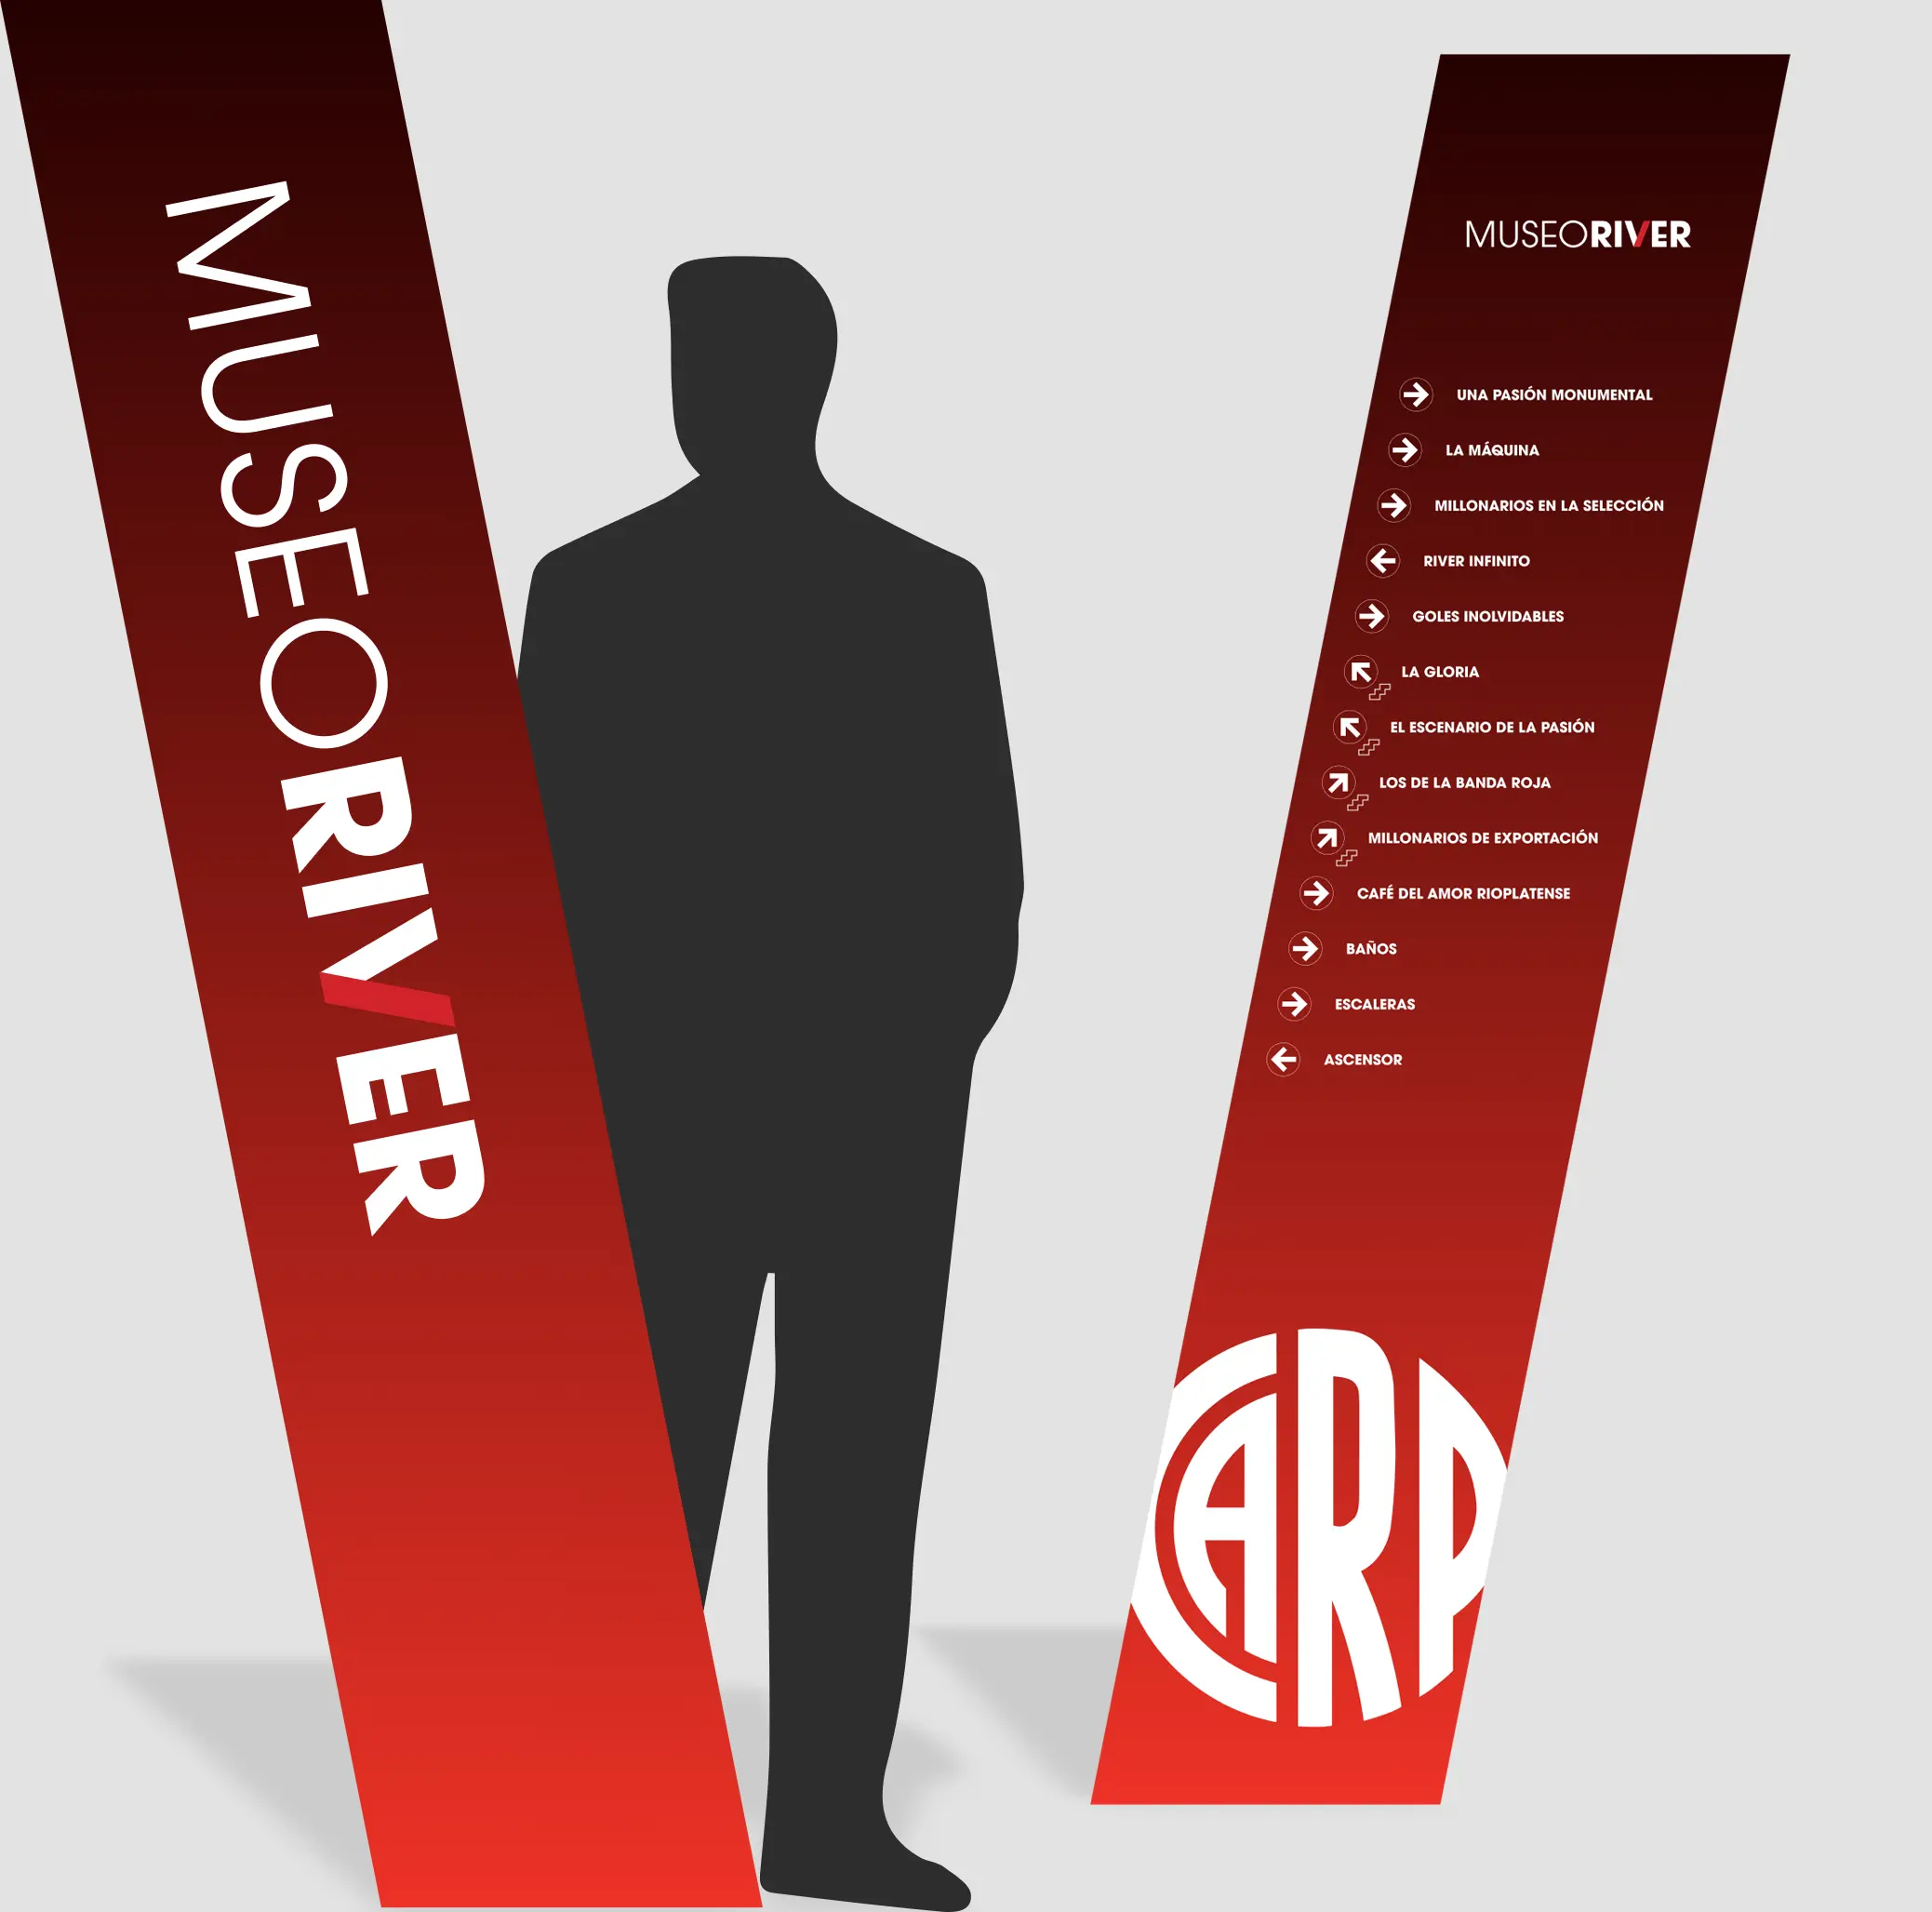 MUSEORIVER
MUSEORIVER
UNA PASIÓN MONUMENTAL
LA MÁQUINA
MILLONARIOS EN LA SELECCIÓN
RIVER INFINITO
GOLES INOLVIDABLES
LA GLORIA
EL ESCENARIO DE LA PASIÓN
LOS DE LA BANDA ROJA
MILLONARIOS DE EXPORTACIÓN
CAFÉ DEL AMOR RIOPLATENSE
BAÑOS
ESCALERAS
ASCENSOR
CARP